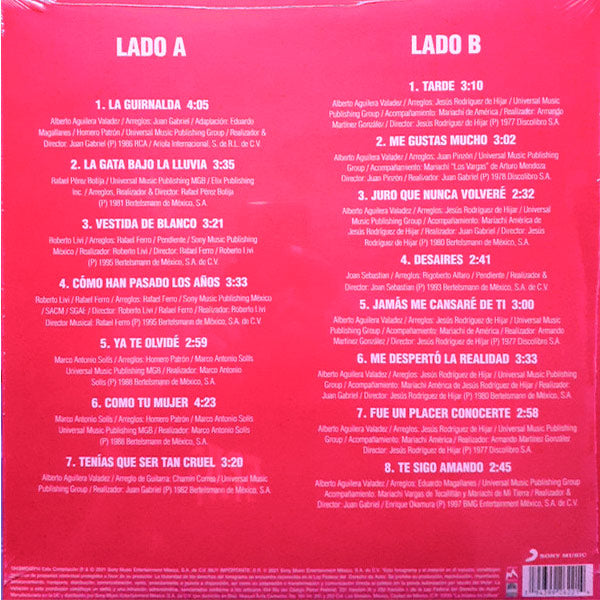 LADO A
1. LA GUIRNALDA 4:05
Alberto Aguilera Valadez / Arreglos: Juan Gabriel / Adaptación: Eduardo
Magallanes / Homero Patrón / Universal Music Publishing Group / Realizador &
Director: Juan Gabriel (P) 1986 RCA / Ariola Internacional, S. de R.L. de C.V.
2. LA GATA BAJO LA LLUVIA 3:35
Rafael Pérez Botija / Universal Music Publishing MGB / Elix Publishing
Inc. / Arreglos, Realizador & Director: Rafael Pérez Botija
(P) 1981 Bertelsmann de México, S.A.
3. VESTIDA DE BLANCO 3:21
Roberto Livi / Arreglos: Rafael Ferro / Pendiente / Sony Music Publishing
México / Realizador: Roberto Livi / Director: Rafael Ferro / Roberto Livi
(P) 1995 Bertelsmann de México, S.A. de C.V.
4. CÓMO HAN PASADO LOS AÑOS 3:33
Roberto Livi / Rafael Ferro / Arreglos: Rafael Ferro / Sony Music Publishing México
/ SACM / SGAE / Director: Roberto Livi / Rafael Ferro / Realizador: Roberto Livi
Director Musical: Rafael Ferro (P) 1995 Bertelsmann de México, S.A. de C.V.
5. YA TE OLVIDÉ 2:59
Marco Antonio Solís / Arreglos: Homero Patrón / Marco Antonio Solís
Universal Music Publishing MGB / Realizador: Marco Antonio
Solís (P) 1988 Bertelsmann de México, S.A.
6. COMO TU MUJER 4:23
Marco Antonio Solís / Arreglos: Homero Patrón / Marco Antonio Solís
Universal Music Publishing MGB / Realizador: Marco Antonio Solís
(P) 1988 Bertelsmann de México, S.A.
7. TENÍAS QUE SER TAN CRUEL 3:20
Alberto Aguilera Valadez / Arreglo de Guitarra: Chamín Correa / Universal Music
Publishing Group / Realizador: Juan Gabriel (P) 1982 Bertelsmann de México, S.A.
LADO B
1. TARDE 3:10
Alberto Aguilera Valadez / Arreglos: Jesús Rodríguez de Híjar / Universal Music
Publishing Group / Acompañamiento: Mariachi de América / Realizador: Armando
Martínez González / Director: Jesús Rodríguez de Híjar (P) 1977 Discolibro S.A.
2. ME GUSTAS MUCHO 3:02
Alberto Aguilera Valadez / Arreglos: Juan Pinzón / Universal Music Publishing
Group / Acompañamiento: Mariachi "Los Vargas" de Arturo Mendoza
Director: Juan Pinzón / Realizador: Juan Gabriel (P) 1978 Discolibro S.A.
3. JURO QUE NUNCA VOLVERÉ 2:32
Alberto Aguilera Valadez / Arreglos: Jesús Rodríguez de Hijar / Universal
Music Publishing Group / Acompañamiento: Mariachi América de
Jesús Rodríguez de Hijar / Realizador: Juan Gabriel / Director:
Jesús Rodríguez de Hijar (P) 1980 Bertelsmann de México, S.A.
4. DESAIRES 2:41
Joan Sebastian / Arreglos: Rigoberto Alfaro / Pendiente / Realizador &
Director: Joan Sebastian (P) 1993 Bertelsmann de México, S.A. de C.V.
5. JAMÁS ME CANSARÉ DE TI 3:00
Alberto Aguilera Valadez / Arreglos: Jesús Rodríguez de Híjar / Universal Music
Publishing Group / Acompañamiento: Mariachi de América / Realizador: Armando
Martínez González / Director: Jesús Rodríguez de Híjar (P) 1977 Discolibro S.A.
6. ME DESPERTÓ LA REALIDAD 3:33
Alberto Aguilera Valadez / Arreglos: Jesús Rodríguez de Hijar / Universal Music Publishing Group /
Acompañamiento: Mariachi América de Jesús Rodríguez de Hijar / Realizador: Juan
Gabriel / Director: Jesús Rodríguez de Hijar (P) 1980 Bertelsmann de México, S.A.
7. FUE UN PLACER CONOCERTE 2:58
Alberto Aguilera Valadez / Arreglos: Jesús Rodríguez de Híjar / Universal Music Publishing
Group / Acompañamiento: Mariachi de América / Realizador: Armando Martínez González
Director: Jesús Rodríguez de Híjar (P) 1977 Discolibro S.A.
8. TE SIGO AMANDO 2:45
Alberto Aguilera Valadez / Arreglos: Eduardo Magallanes / Universal Music Publishing Group
Acompañamiento: Mariachi Vargas de Tecalitlán y Mariachi de Mi Tierra / Realizador &
Director: Juan Gabriel / Enrique Okamura (P) 1997 BMG Entertainment México, S.A. de C.V.
SONY MUSIC